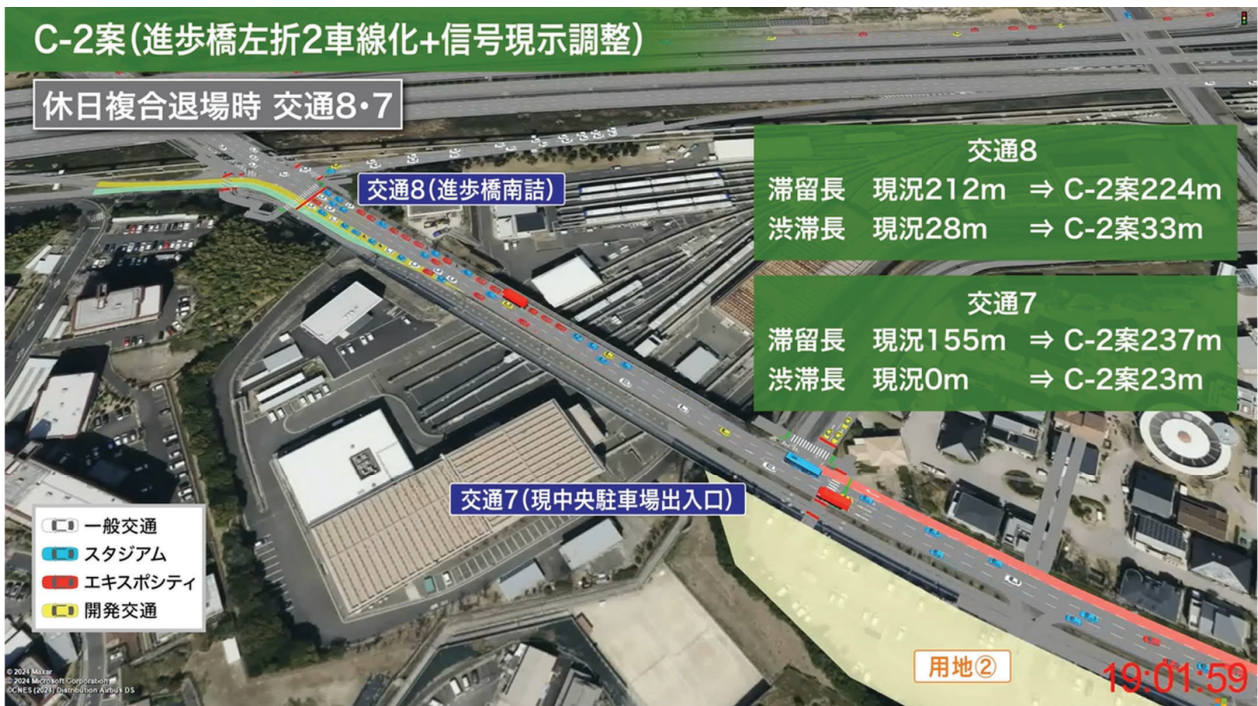 C-2案(進歩橋左折2車線化+信号現示調整)
休日複合退場時 交通8・7
交通8
滞留長 現況212m ⇒ C-2案224m
渋滞長 現況28m ⇒ C-2案33m
交通8(進歩橋南詰)
交通7
滞留長 現況155m ⇒ C-2案237m
渋滞長 現況0m ⇒ C-2案23m
交通7(現中央駐車場出入口)
一般交通
スタジアム
エキスポシティ
開発交通
用地②
19:01:59
© 2024 Maxar
© 2024 Microsoft Corporation
©CNES (2024) Distribution Airbus DS